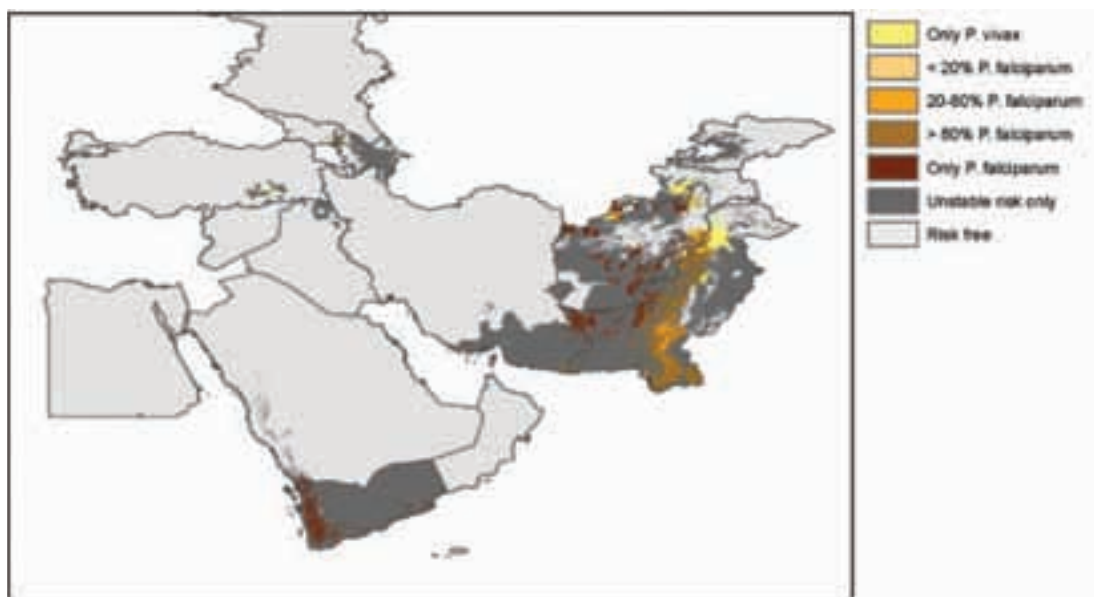 Only P. vivax
< 20% P. falciparum
20-80% P. falciparum
> 80% P. falciparum
Only P. falciparum
Unstable risk only
Risk free